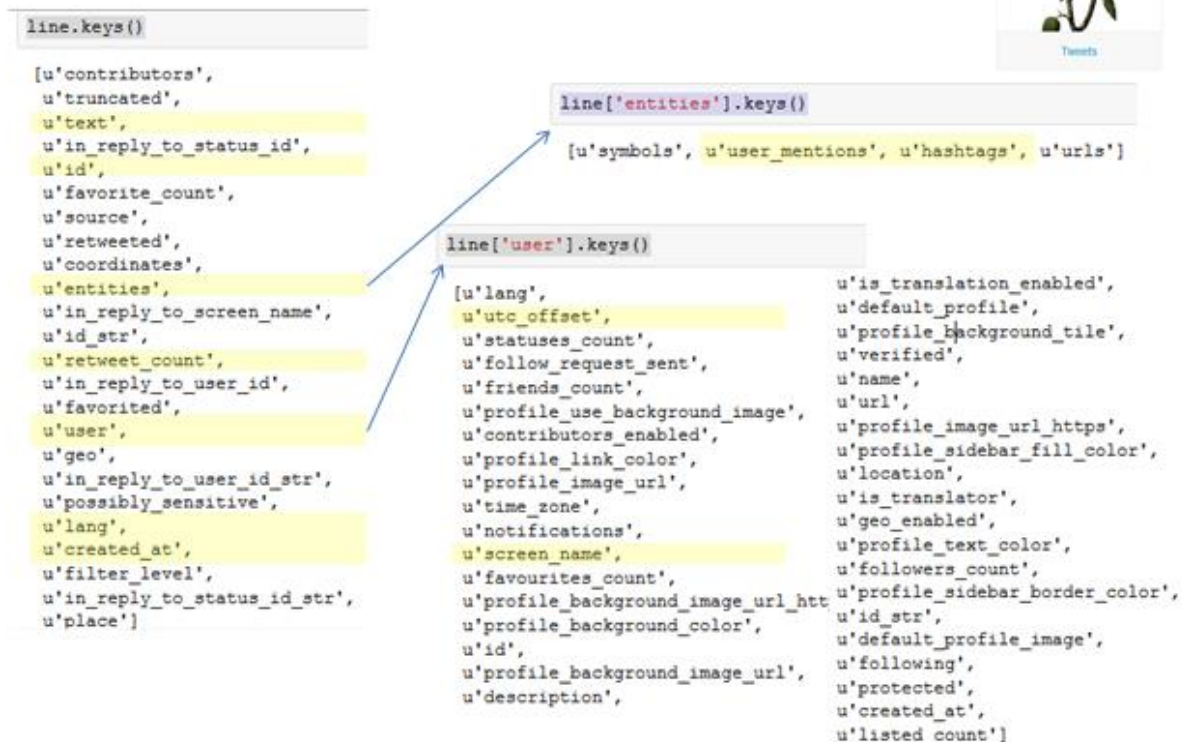 line.keys()
[u'contributors',
u'truncated',
u'text',
u'in_reply_to_status_id',
u'id',
u'favorite_count',
u'source',
u'retweeted',
u'coordinates',
u'entities',
u'in_reply_to_screen_name',
u'id_str',
u'retweet_count',
u'in_reply_to_user_id',
u'favorited',
u'user',
u'geo',
u'in_reply_to_user_id_str',
u'possibly_sensitive',
u'lang',
u'created_at',
u'filter_level',
u'in_reply_to_status_id_str',
u'place']
Tweets
line['entities'].keys()
[u'symbols', u'user_mentions', u'hashtags', u'urls']
line['user'].keys()
[u'lang',
u'utc_offset',
u'statuses_count',
u'follow_request_sent',
u'friends_count',
u'profile_use_background_image',
u'contributors_enabled',
u'profile_link_color',
u'profile_image_url',
u'time_zone',
u'notifications',
u'screen_name',
u'favourites_count',
u'profile_background_image_url_htt
u'profile_background_color',
u'id',
u'profile_background_image_url',
u'description',
u'is_translation_enabled',
u'default_profile',
u'profile_background_tile',
u'verified',
u'name',
u'url',
u'profile_image_url_https',
u'profile_sidebar_fill_color',
u'location',
u'is_translator',
u'geo_enabled',
u'profile_text_color',
u'followers_count',
u'profile_sidebar_border_color',
u'id_str',
u'default_profile_image',
u'following',
u'protected',
u'created_at',
u'listed_count']